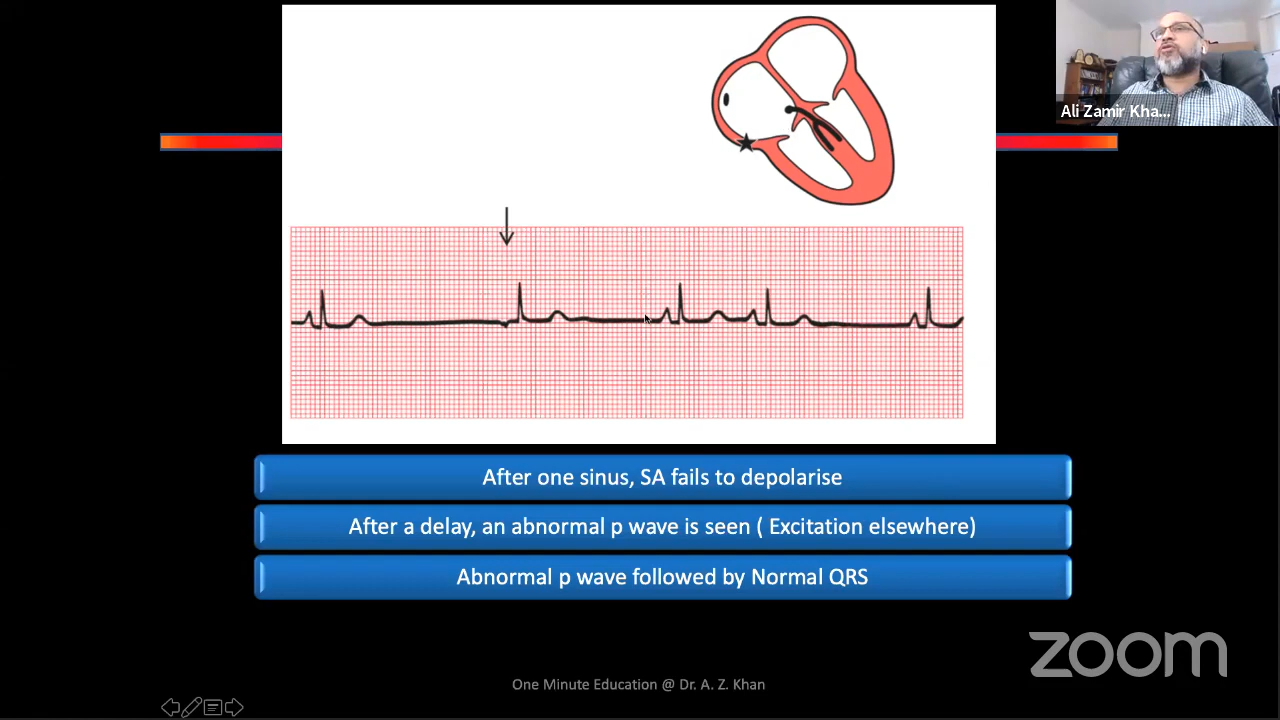 Ali Zamir Kha...
After one sinus, SA fails to depolarise
After a delay, an abnormal p wave is seen ( Excitation elsewhere)
Abnormal p wave followed by Normal QRS
zoom
One Minute Education @ Dr. A. Z. Khan